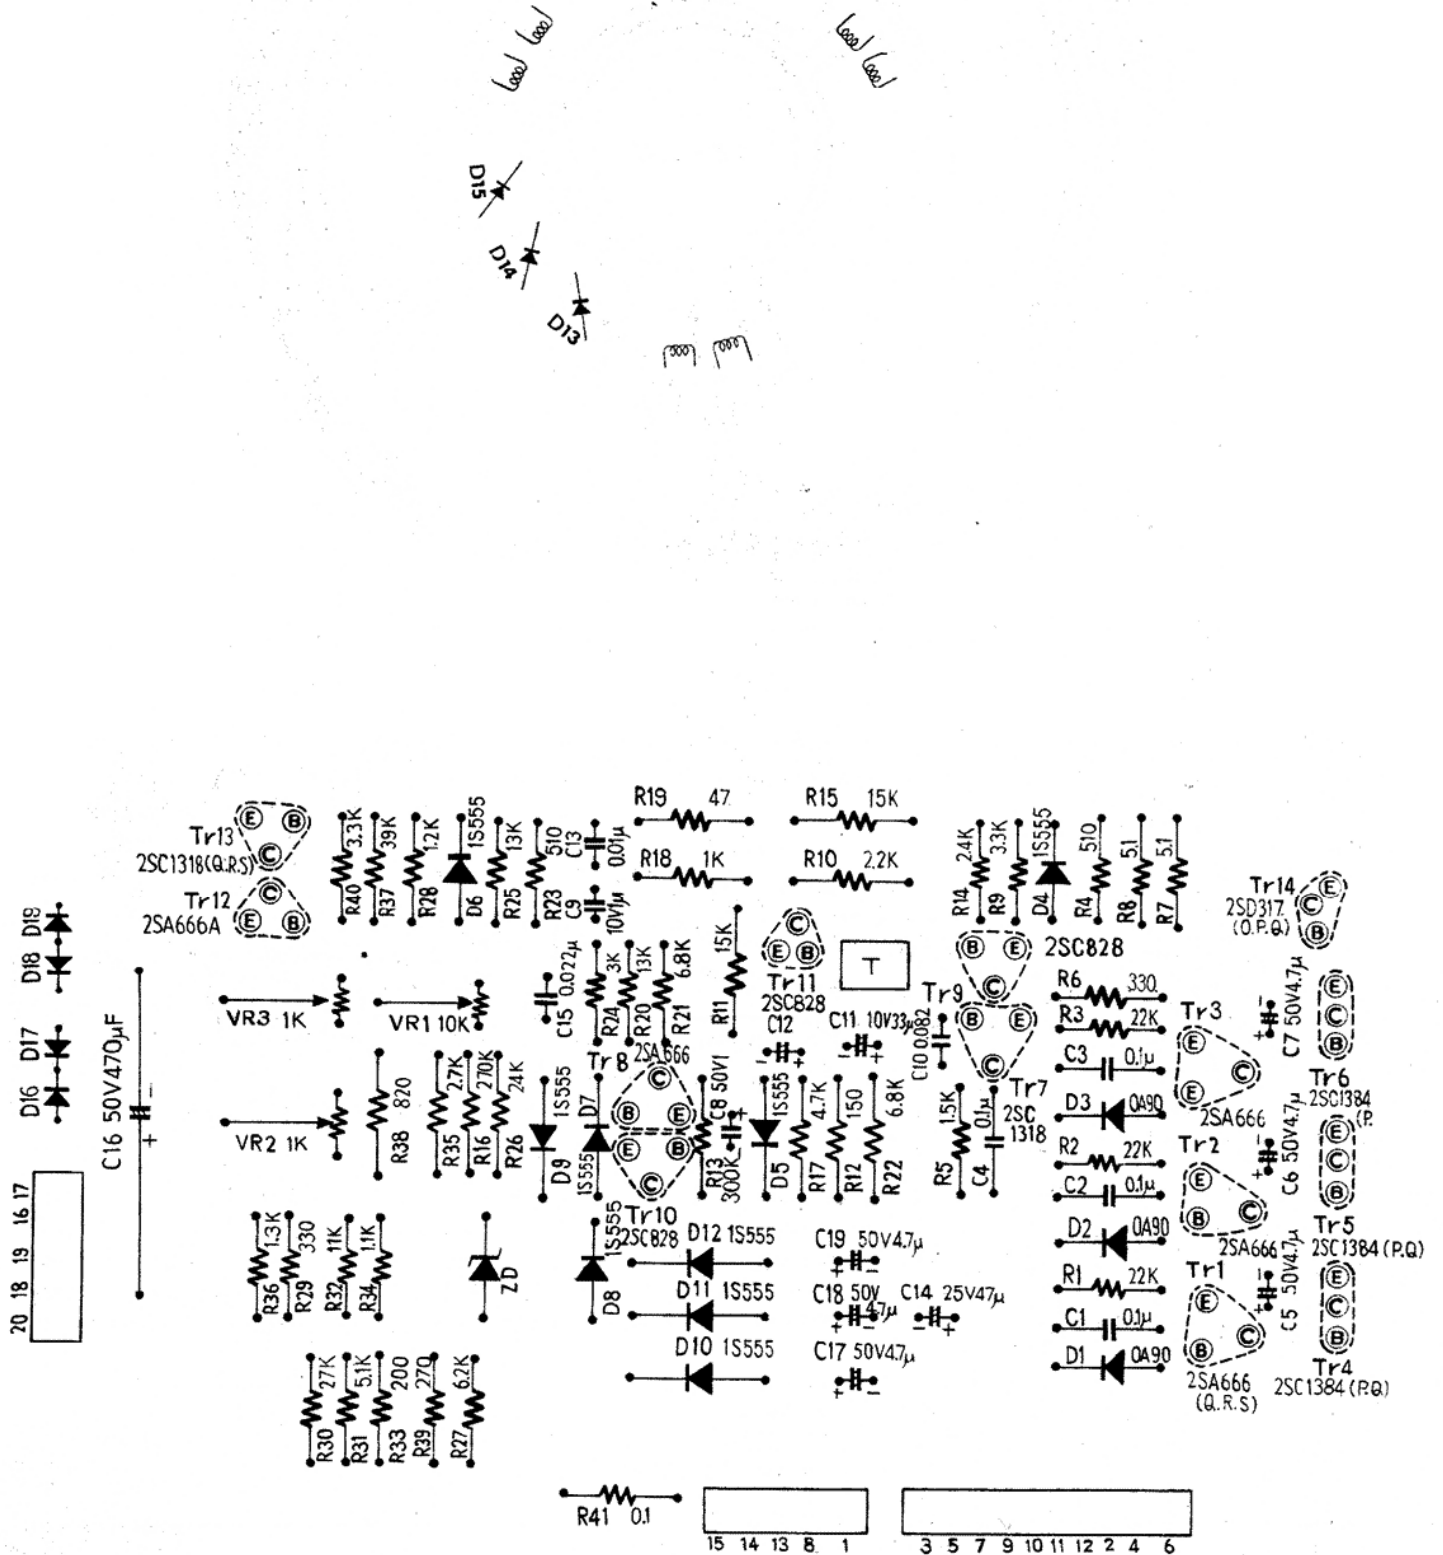 D15
D14
D13
R19 47
R15 15K
R18 1K
R10 2.2K
Tr13
2SC1318(Q.R.S)
E B C
Tr12
2SA666A
C E B
R40 3.3K
R37 39K
R28 1.2K
D6 1S555
R25 13K
R23 510
C13 0.01μ
C9 10V1μ
R14 2.4K
R9 3.3K
D4 1S555
R4 510
R8 5.1
R7 5.1
Tr14
2SD317
(O.P.Q)
E C B
D19
D18
D17
D16
C16 50V470μF
- +
VR3 1K
VR1 10K
VR2 1K
C15 0.022μ
R24 3K
R20 13K
R21 6.8K
R11 15K
C E B
Tr11
2SC828
T
C12
- +
C11 10V33μ
- +
C10 0.082
B E C
2SC828
Tr9
B E C
Tr7
2SC
1318
R6 330
R3 22K
C3 0.1μ
D3 0A90
R2 22K
C2 0.1μ
D2 0A90
R1 22K
C1 0.1μ
D1 0A90
Tr3
E C E
2SA666
Tr2
E B C
2SA666
Tr1
E B C
2SA666
(Q.R.S)
C7 50V4.7μ
- +
C6 50V4.7μ
- +
C5 50V4.7μ
- +
E C B
Tr6
2SC1384
(P.
E C B
Tr5
2SC1384 (P.Q)
E C B
Tr4
2SC1384 (P.Q)
R38 820
R35 2.7K
R16 270K
R26 24K
D9 1S555
D7 1S555
Tr8
2SA666
C B E
E B C
Tr10
2SC828
R13 300K
C8 50V1
+ -
D5 1S555
R17 4.7K
R12 150
R22 6.8K
R5 1.5K
C4 0.1μ
20 18 19 16 17
R36 1.3K
R29 330
R32 11K
R34 1.1K
ZD
D8 1S555
D12 1S555
D11 1S555
D10 1S555
C19 50V4.7μ
+ -
C18 50V
4.7μ
+ -
C14 25V47μ
- +
C17 50V4.7μ
+ -
R30 27K
R31 5.1K
R33 200
R39 270
R27 6.2K
R41 0.1
15 14 13 8 1
3 5 7 9 10 11 12 2 4 6